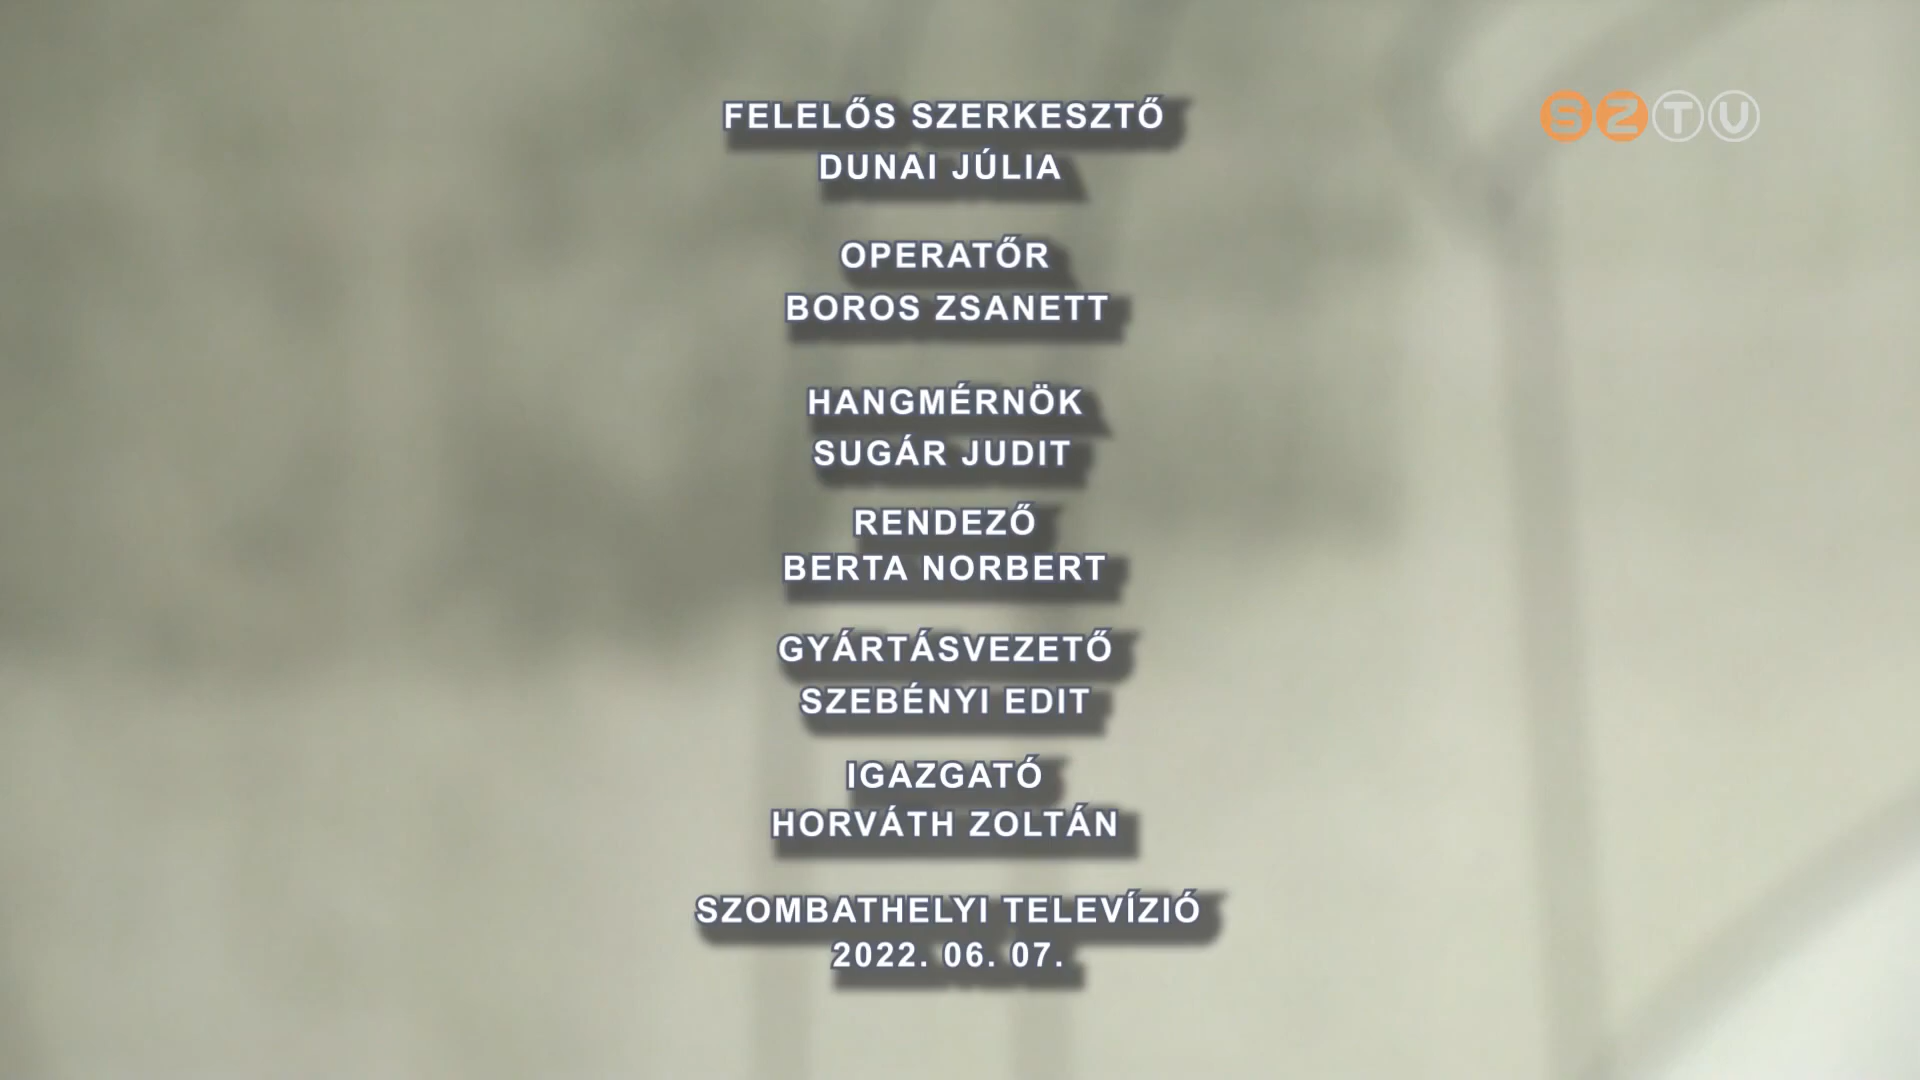 FELELŐS SZERKESZTŐ
SZTV
DUNAI JÚLIA
OPERATŐR
BOROS ZSANETT
HANGMÉRNÖK
SUGÁR JUDIT
RENDEZŐ
BERTA NORBERT
GYÁRTÁSVEZETŐ
SZEBÉNYI EDIT
IGAZGATÓ
HORVÁTH ZOLTÁN
SZOMBATHELYI TELEVÍZIÓ
2022. 06. 07.